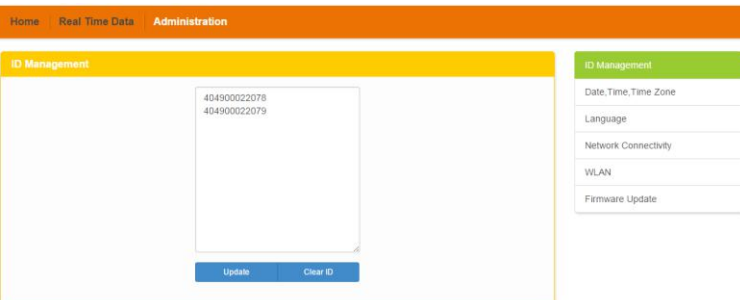 Home Real Time Data Administration
ID Management
404900022078
404900022079
Update Clear ID
ID Management
Date,Time,Time Zone
Language
Network Connectivity
WLAN
Firmware Update